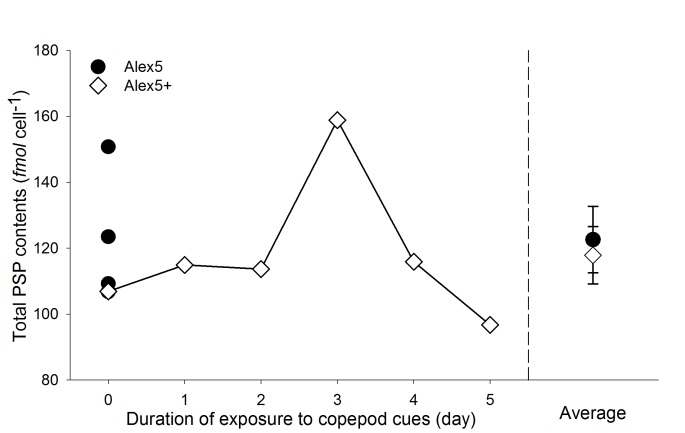 180
160
140
120
100
80
Total PSP contents (fmol cell-1)
Alex5
Alex5+
0 1 2 3 4 5
Duration of exposure to copepod cues (day)
Average